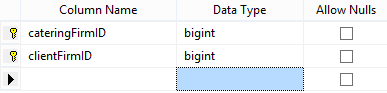 Column Name Data Type Allow Nulls
cateringFirmID bigint
clientFirmID bigint